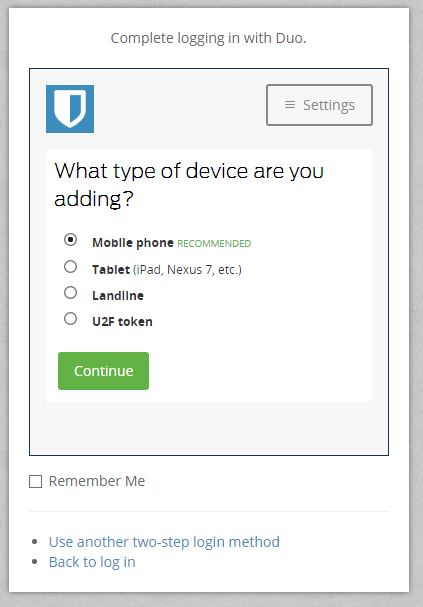 Complete logging in with Duo.
Settings
What type of device are you
adding?
Mobile phone RECOMMENDED
Tablet (iPad, Nexus 7, etc.)
Landline
U2F token
Continue
Remember Me
Use another two-step login method
Back to log in